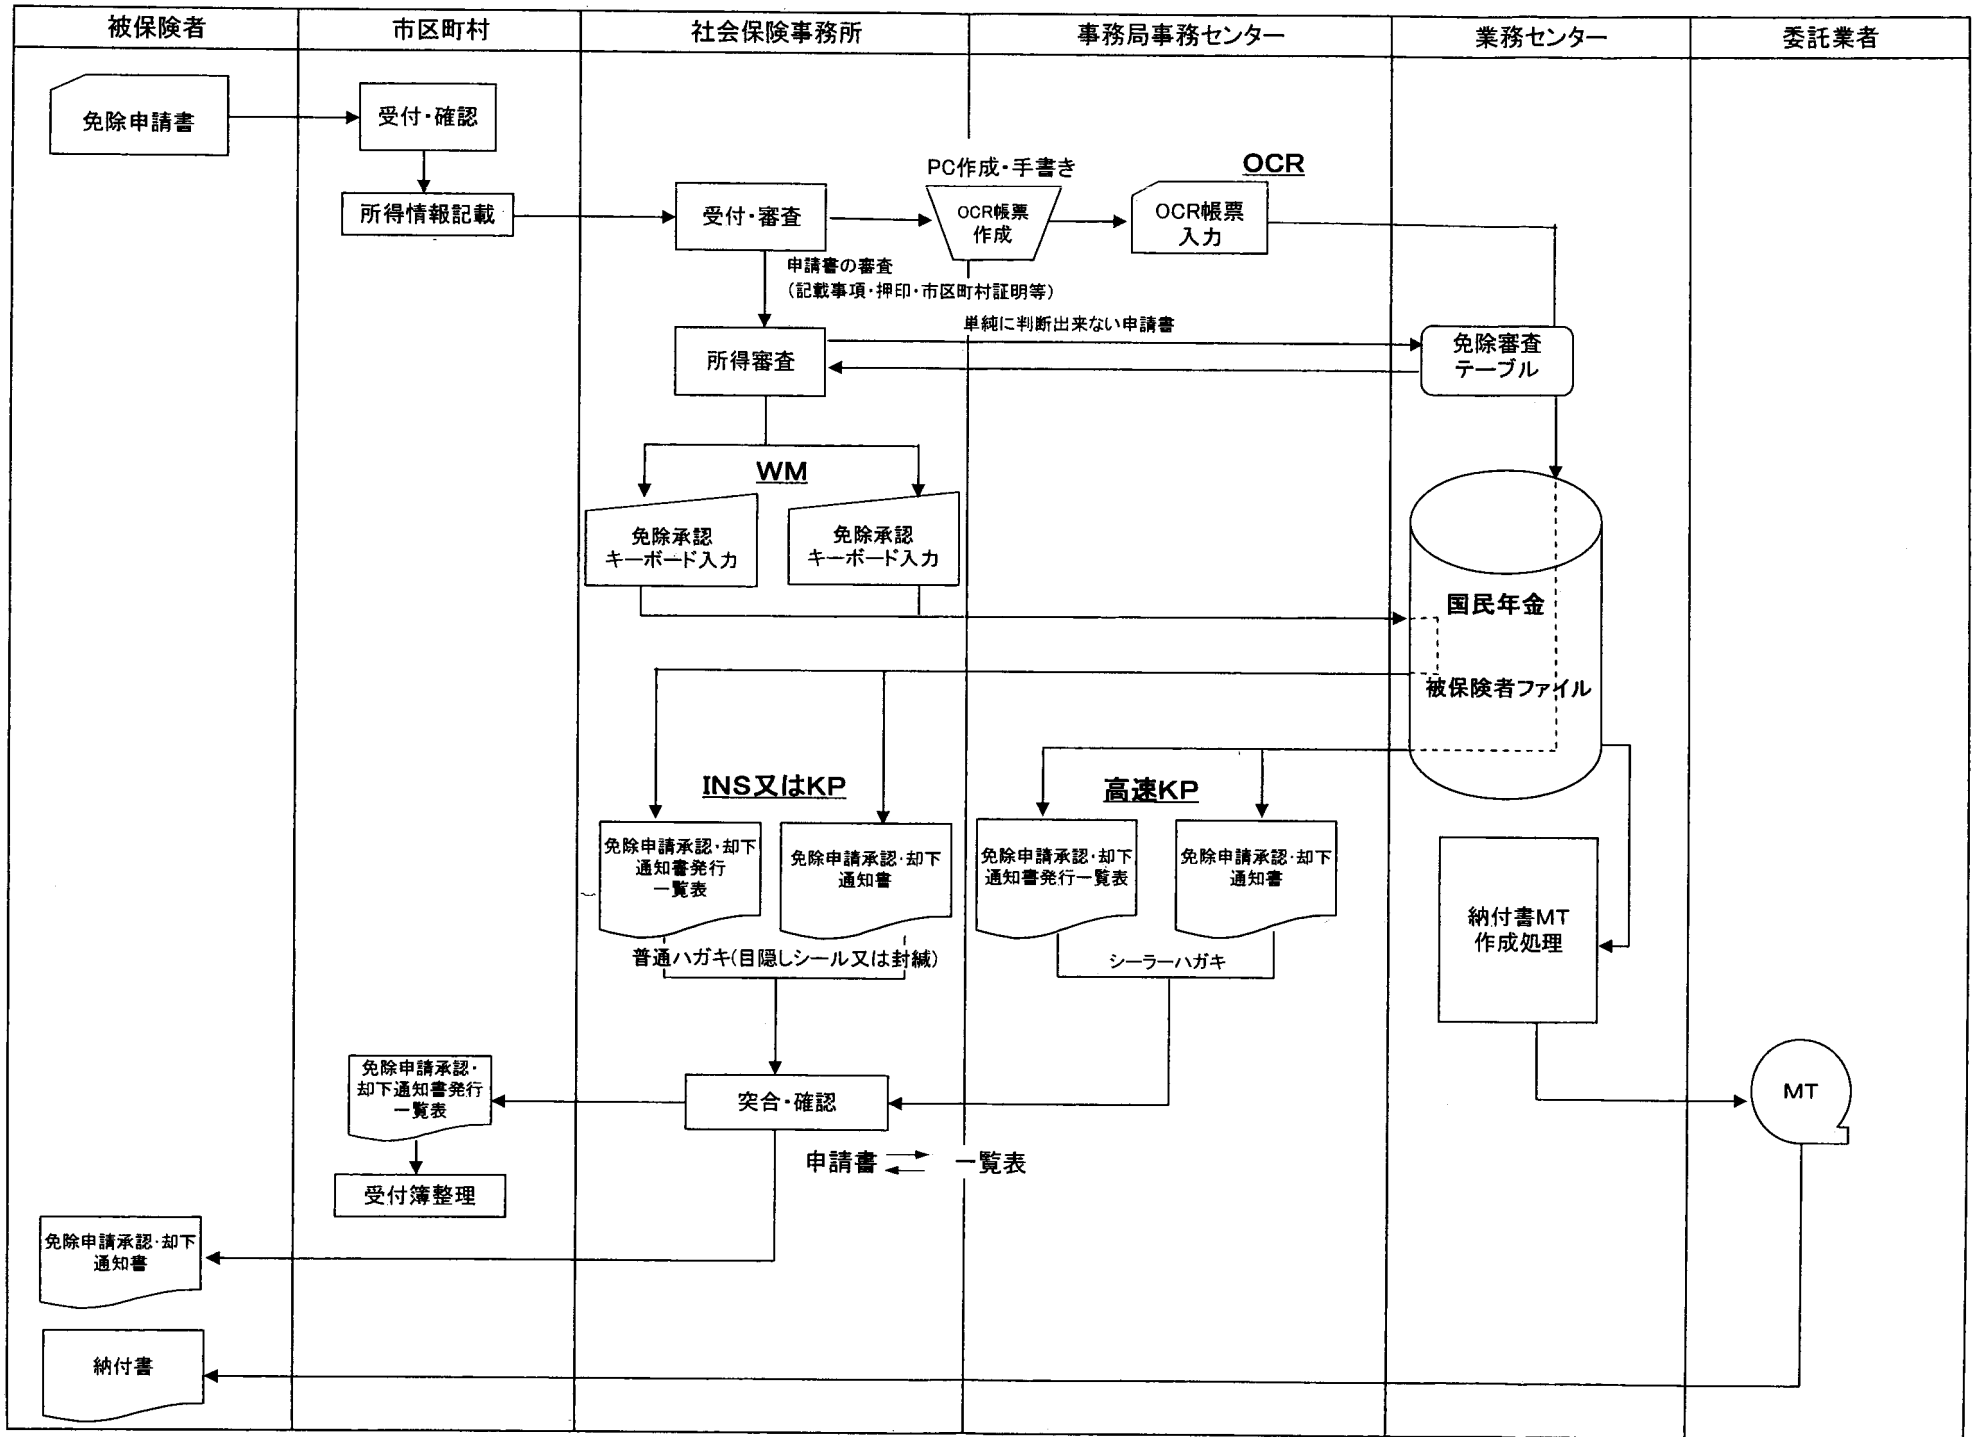 被保険者
市区町村
社会保険事務所
事務局事務センター
業務センター
委託業者
免除申請書
受付・確認
所得情報記載
受付・審査
PC作成・手書き
OCR帳票
作成
OCR
OCR帳票
入力
申請書の審査
(記載事項・押印・市区町村証明等)
単純に判断出来ない申請書
所得審査
免除審査
テーブル
WM
免除承認
キーボード入力
免除承認
キーボード入力
国民年金
被保険者ファイル
INS又はKP
高速KP
免除申請承認・却下
通知書発行
一覧表
免除申請承認・却下
通知書
免除申請承認・却下
通知書発行一覧表
免除申請承認・却下
通知書
納付書MT
作成処理
普通ハガキ(目隠しシール又は封緘)
シーラーハガキ
免除申請承認・
却下通知書発行
一覧表
突合・確認
MT
申請書
一覧表
受付簿整理
免除申請承認・却下
通知書
納付書